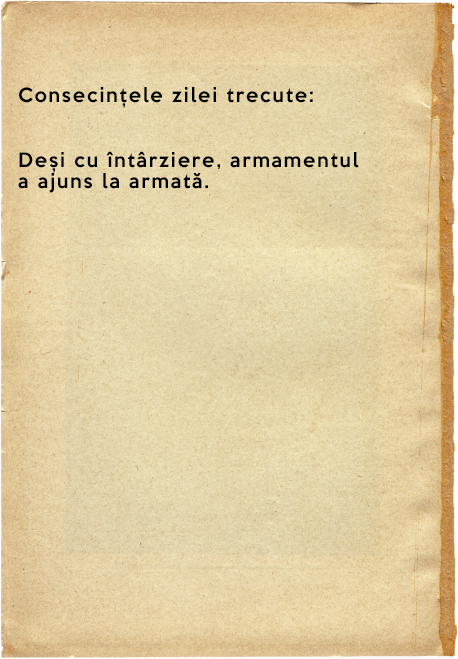 Consecințele zilei trecute:
Deși cu întârziere, armamentul
a ajuns la armată.